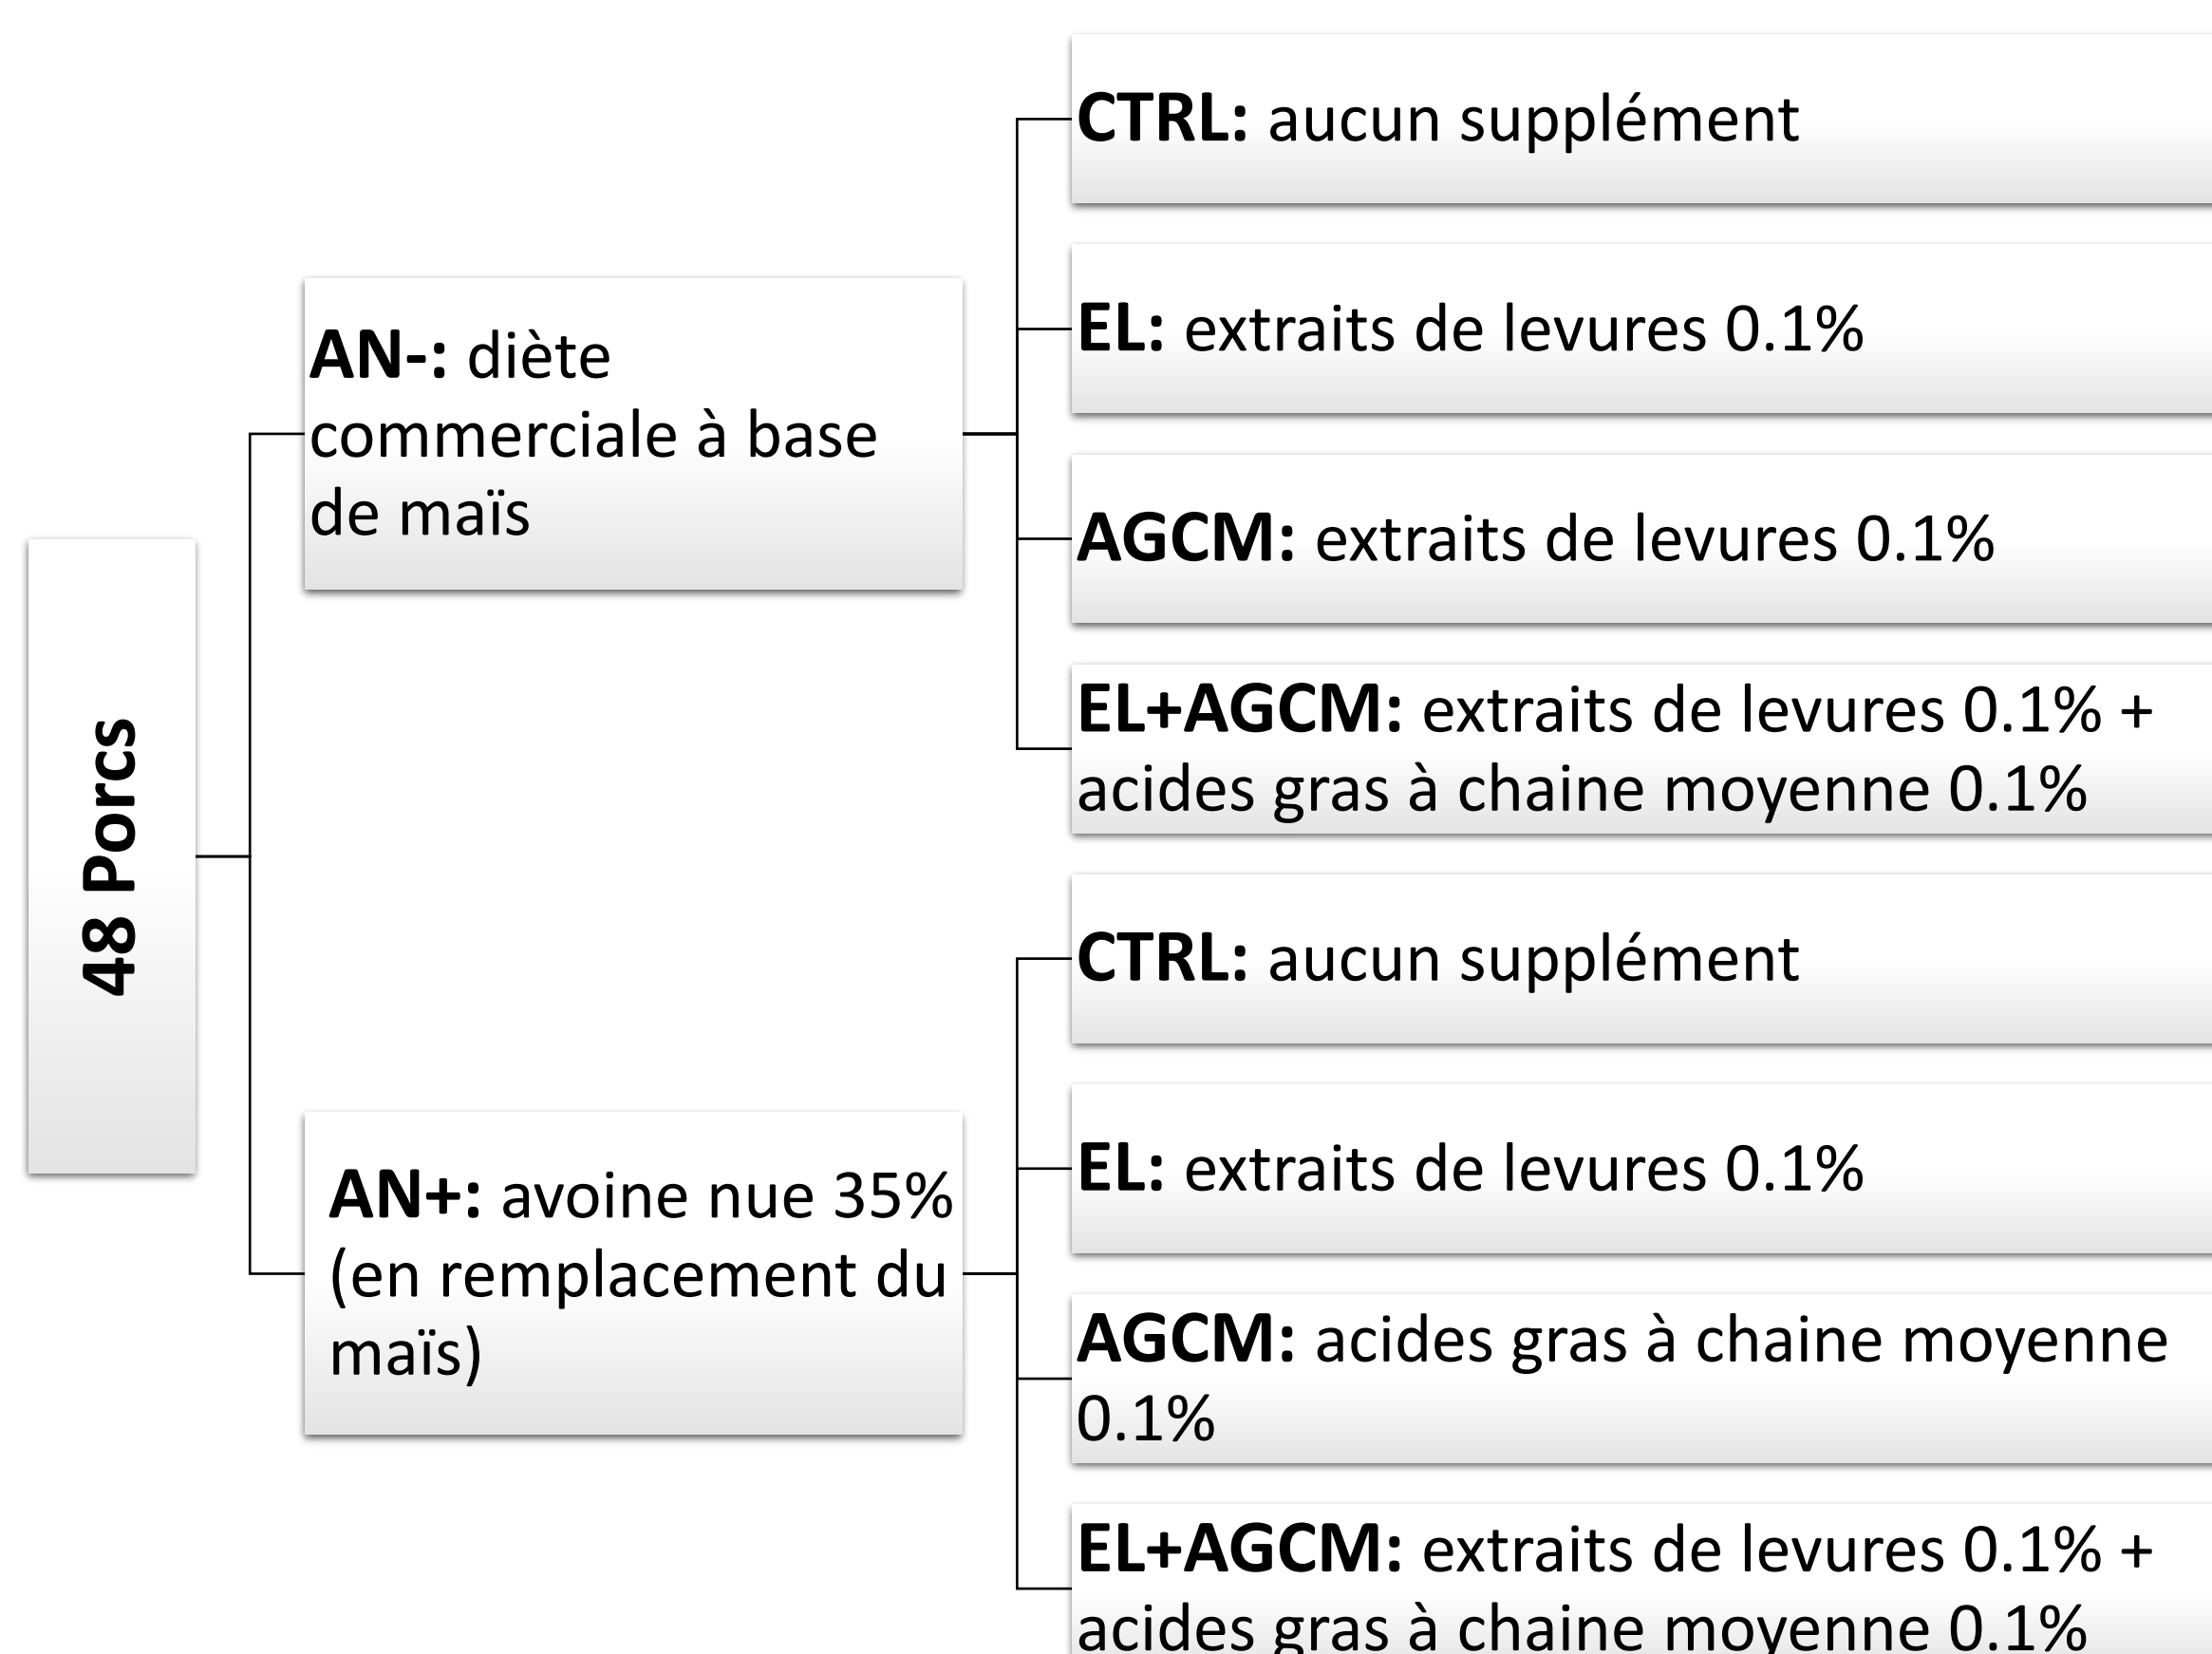 48 Porcs
AN-: diète
commerciale à base
de maïs
CTRL: aucun supplément
EL: extraits de levures 0.1%
AGCM: extraits de levures 0.1%
EL+AGCM: extraits de levures 0.1% +
acides gras à chaine moyenne 0.1%
AN+: avoine nue 35%
(en remplacement du
maïs)
CTRL: aucun supplément
EL: extraits de levures 0.1%
AGCM: acides gras à chaine moyenne
0.1%
EL+AGCM: extraits de levures 0.1% +
acides gras à chaine moyenne 0.1%